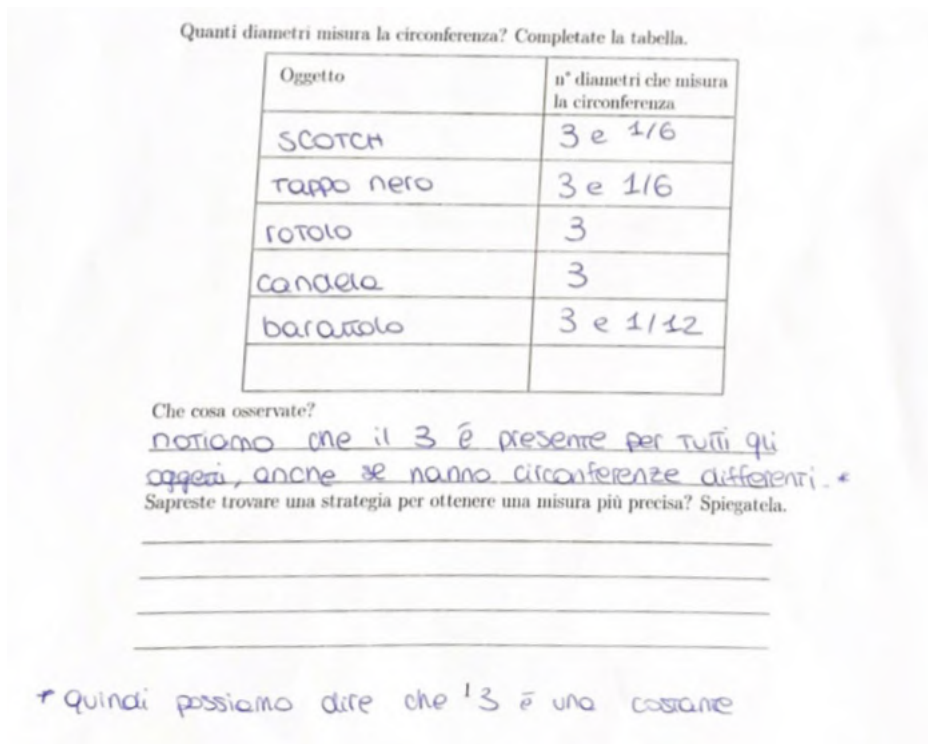 Quanti diametri misura la circonferenza? Completate la tabella.
Oggetto
n° diametri che misura
la circonferenza
SCOTCH 3 e 1/6
Tappo nero 3 e 1/6
rotolo 3
candela 3
barattolo 3 e 1/12
Che cosa osservate?
notiamo che il 3 è presente per tutti gli
oggetti, anche se hanno circonferenze differenti. *
Sapreste trovare una strategia per ottenere una misura più precisa? Spiegatela.
* quindi possiamo dire che 3 è una costante
1